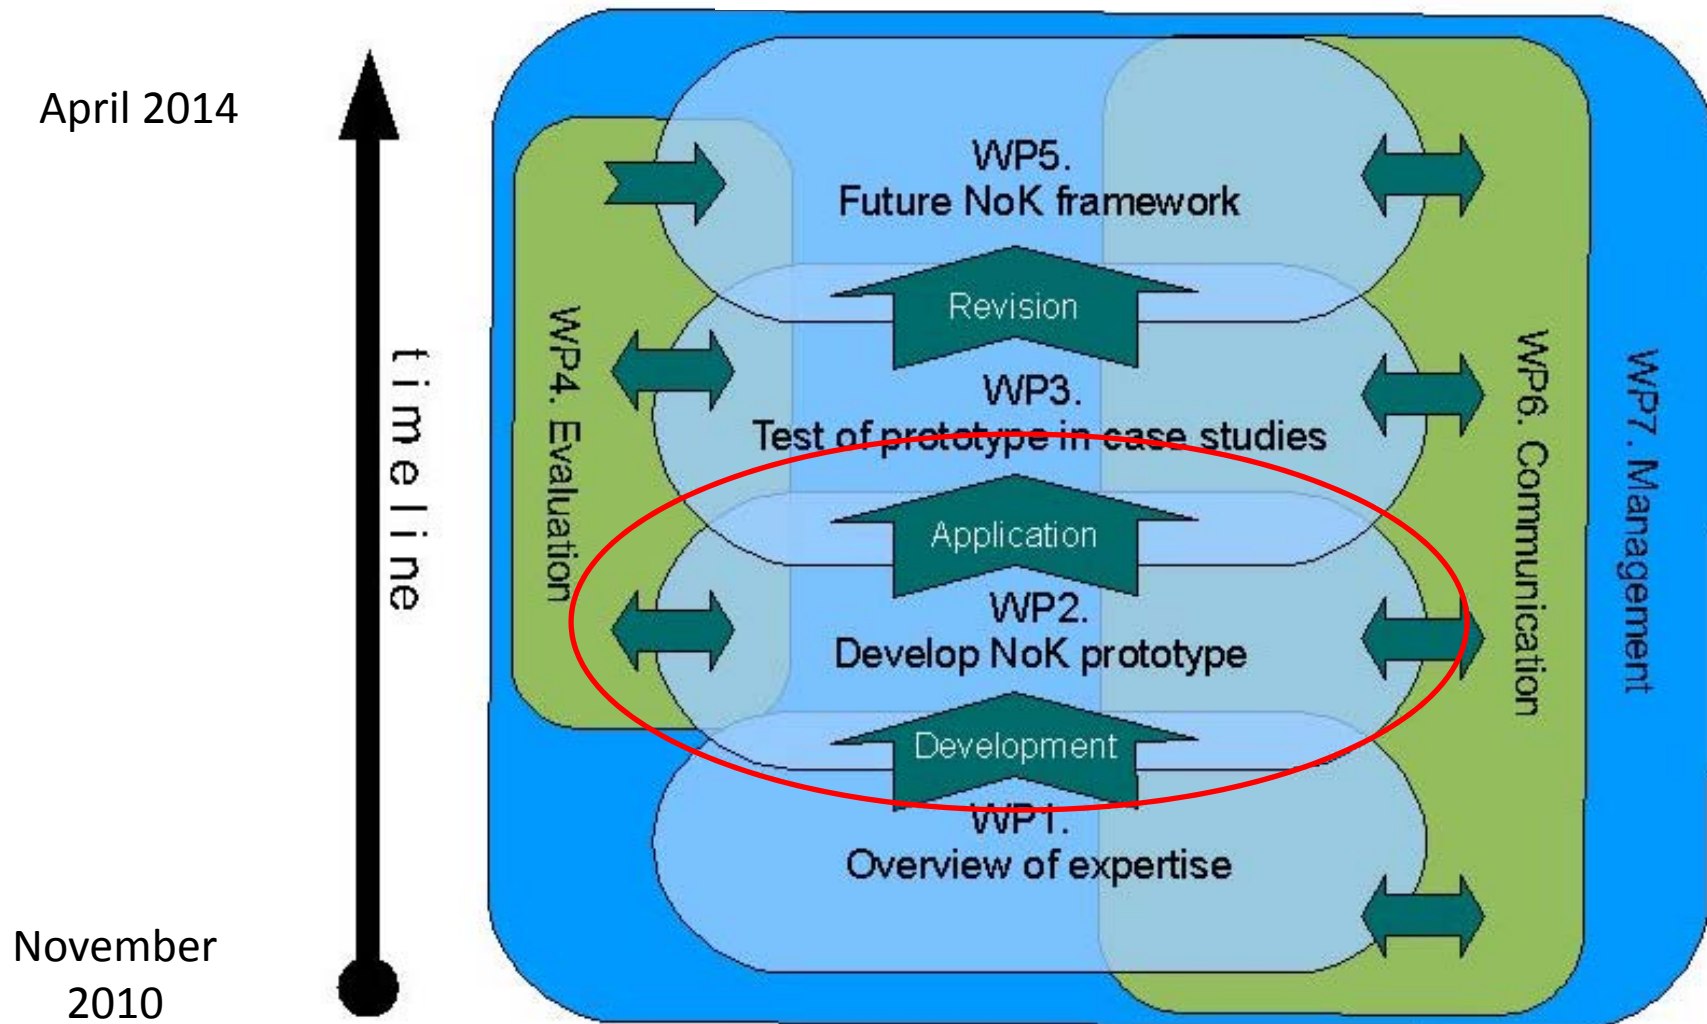 April 2014
November
2010
timeline
WP4. Evaluation
WP5.
Future NoK framework
Revision
WP3.
Test of prototype in case studies
Application
WP2.
Develop NoK prototype
Development
WP1.
Overview of expertise
WP6. Communication
WP7. Management